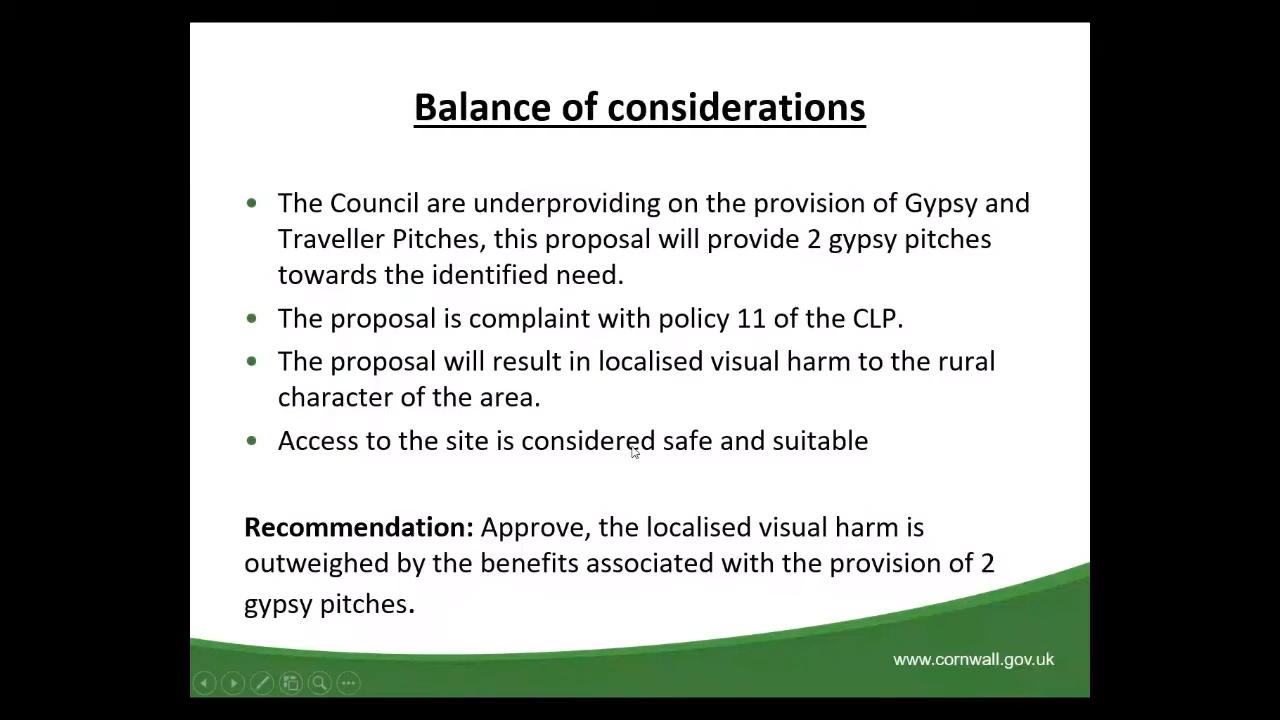 Balance of considerations
• The Council are underproviding on the provision of Gypsy and
Traveller Pitches, this proposal will provide 2 gypsy pitches
towards the identified need.
• The proposal is complaint with policy 11 of the CLP.
• The proposal will result in localised visual harm to the rural
character of the area.
• Access to the site is considered safe and suitable
Recommendation: Approve, the localised visual harm is
outweighed by the benefits associated with the provision of 2
gypsy pitches.
www.cornwall.gov.uk